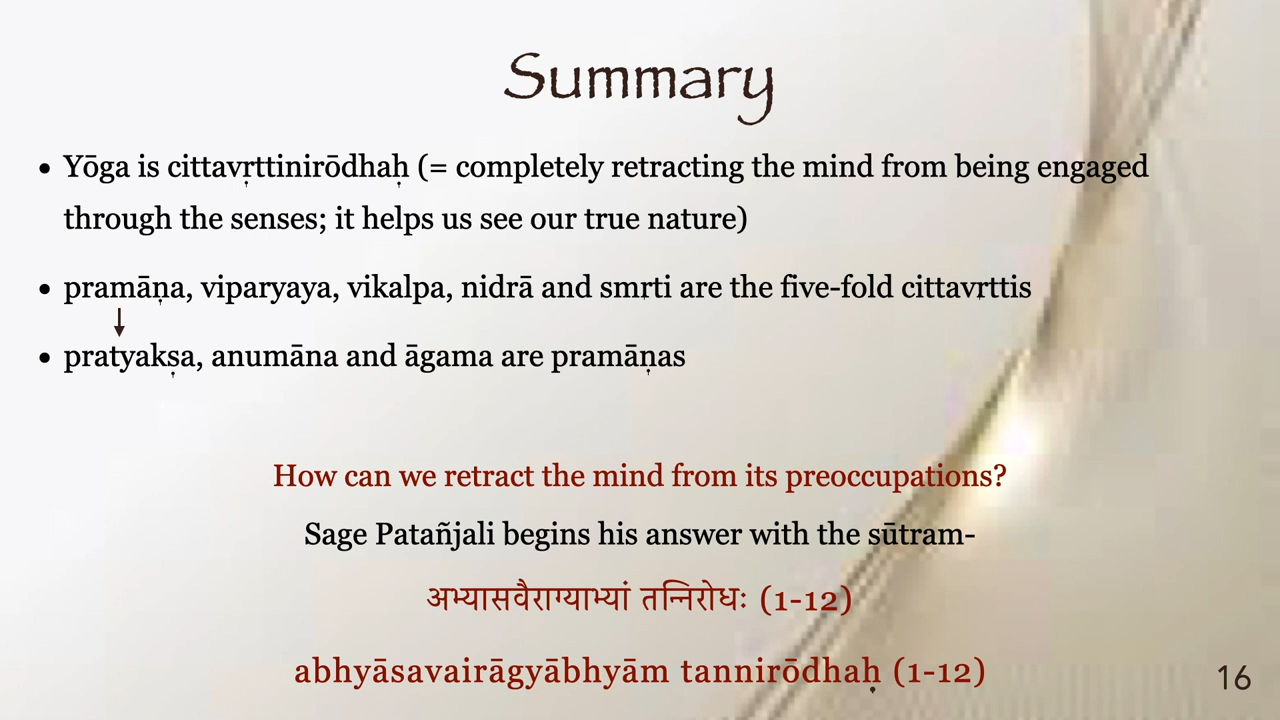 Summary
• Yōga is cittavṛttinirōdhaḥ (= completely retracting the mind from being engaged
through the senses; it helps us see our true nature)
• pramāṇa, viparyaya, vikalpa, nidrā and smṛti are the five-fold cittavṛttis
• pratyakṣa, anumāna and āgama are pramāṇas
How can we retract the mind from its preoccupations?
Sage Patañjali begins his answer with the sūtram-
अभ्यासवैराग्याभ्यां तन्निरोधः (1-12)
abhyāsavairāgyābhyām tannirōdhaḥ (1-12)
16